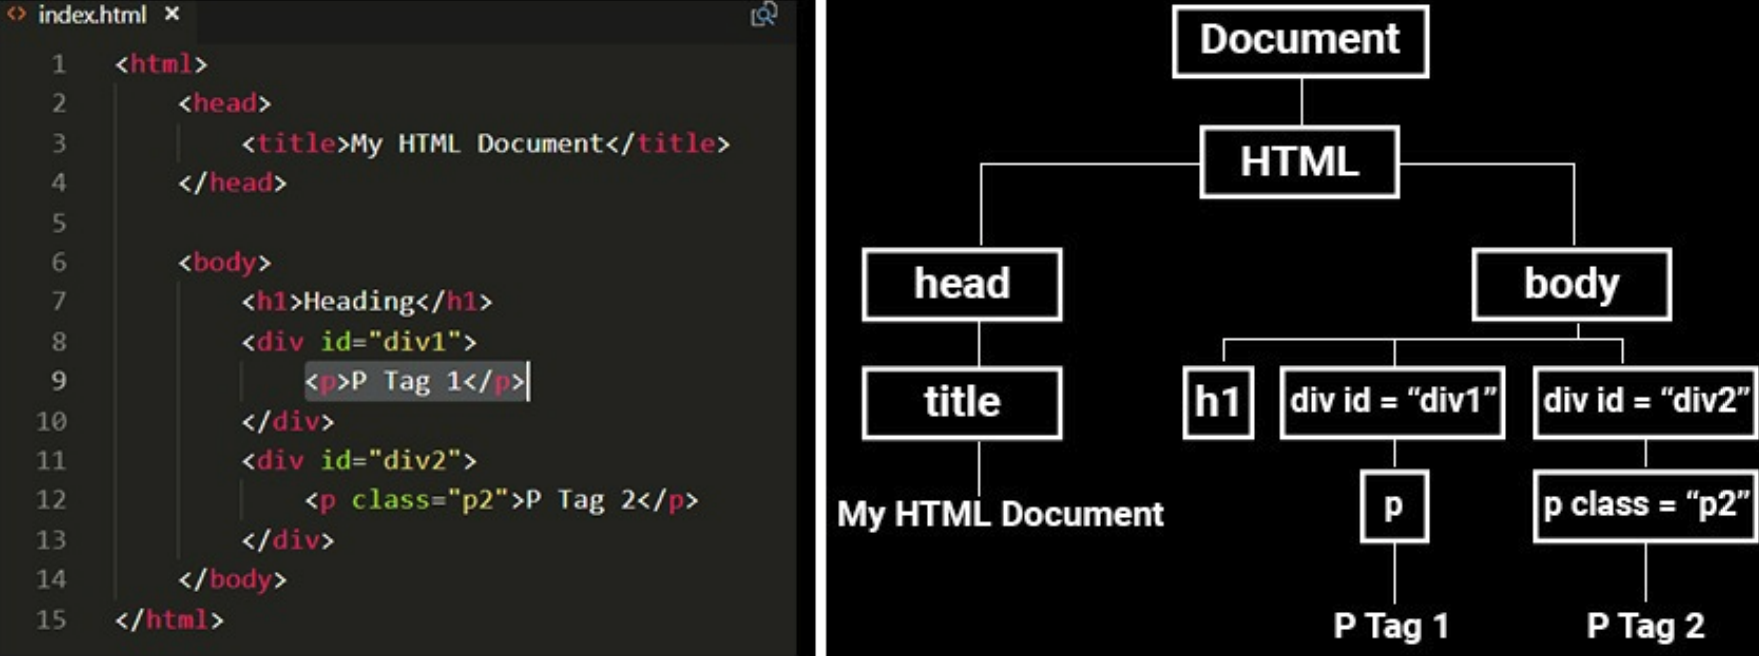 index.html ×
1 <html>
2 <head>
3 <title>My HTML Document</title>
4 </head>
5
6 <body>
7 <h1>Heading</h1>
8 <div id="div1">
9 <p>P Tag 1</p>
10 </div>
11 <div id="div2">
12 <p class="p2">P Tag 2</p>
13 </div>
14 </body>
15 </html>
Document
HTML
head
body
title
h1
div id = “div1”
div id = “div2”
My HTML Document
p
p class = “p2”
P Tag 1
P Tag 2